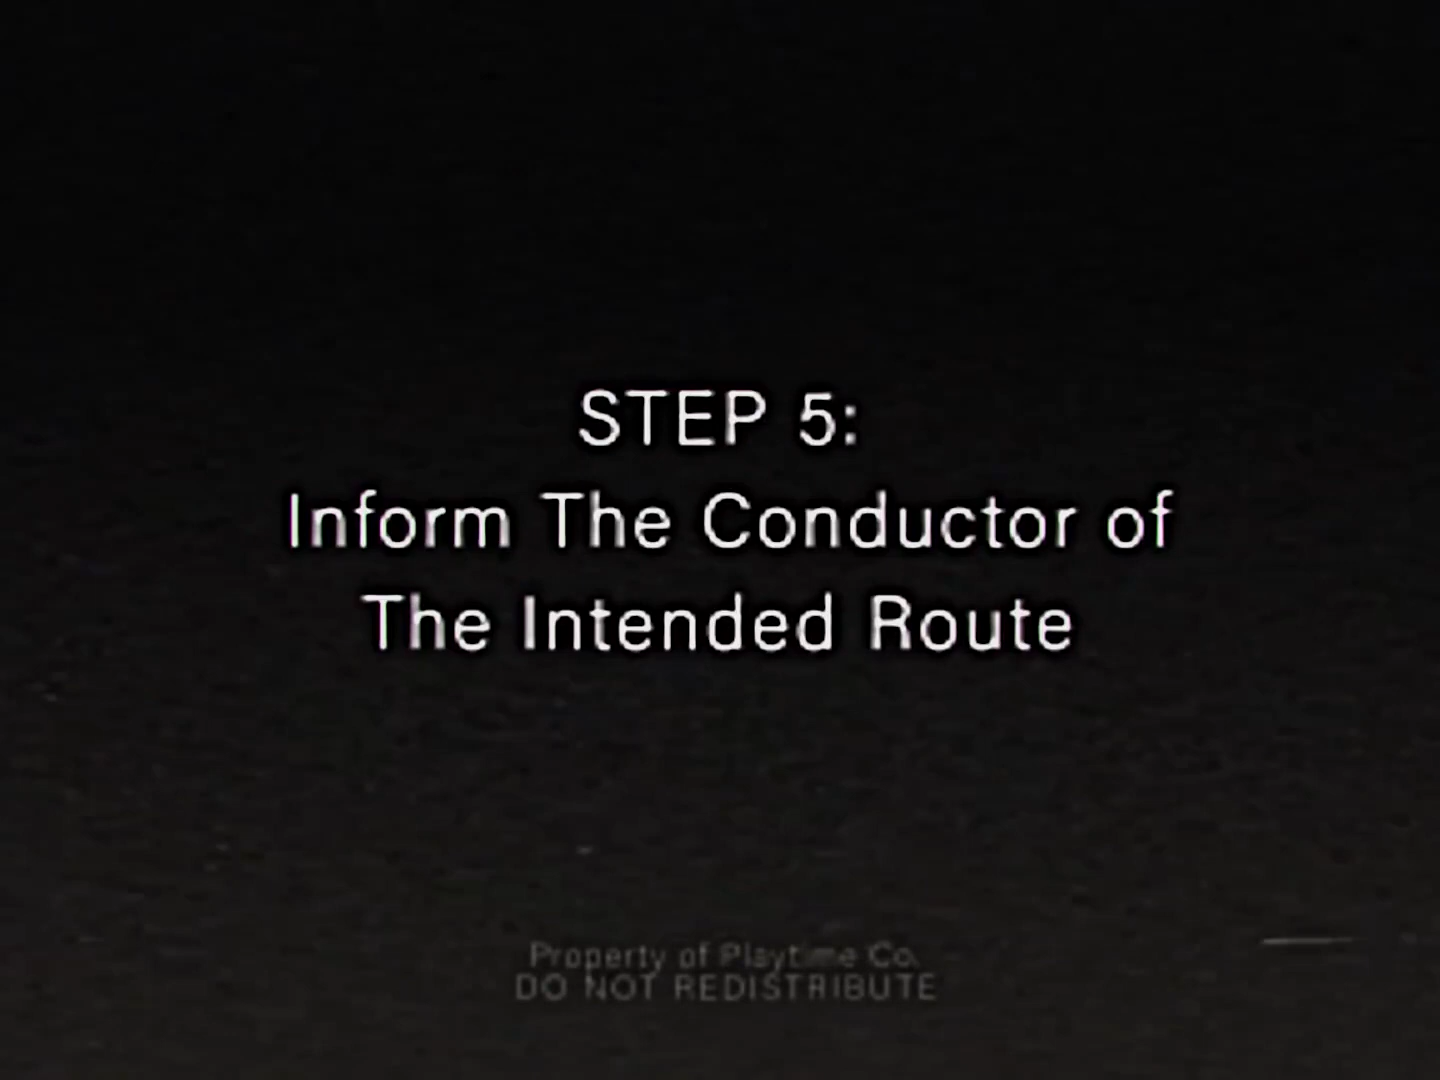 STEP 5:
Inform The Conductor of
The Intended Route
Property of Playtime Co.
DO NOT REDISTRIBUTE